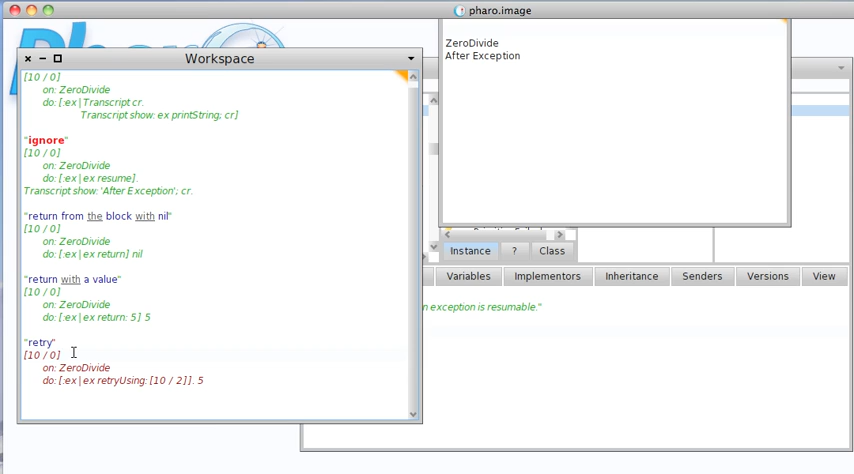 pharo.image
Workspace
[10 / 0]
on: ZeroDivide
do: [:ex | Transcript cr.
Transcript show: ex printString; cr]
"ignore"
[10 / 0]
on: ZeroDivide
do: [:ex | ex resume].
Transcript show: 'After Exception'; cr.
"return from the block with nil"
[10 / 0]
on: ZeroDivide
do: [:ex | ex return] nil
"return with a value"
[10 / 0]
on: ZeroDivide
do: [:ex | ex return: 5] 5
"retry"
[10 / 0]
on: ZeroDivide
do: [:ex | ex retryUsing: [10 / 2]]. 5
ZeroDivide
After Exception
Instance
?
Class
Variables
Implementors
Inheritance
Senders
Versions
View
exception is resumable."